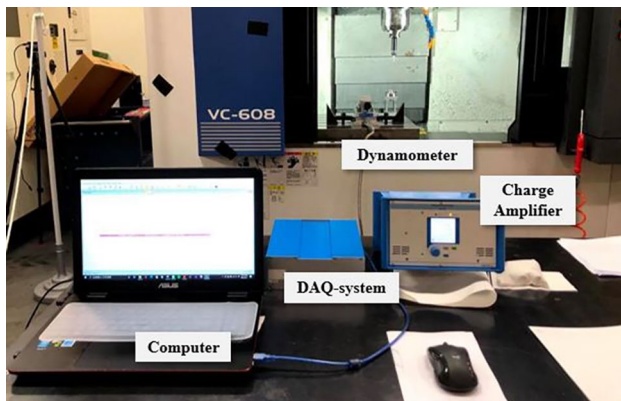 VC-608
Dynamometer
Charge
Amplifier
DAQ-system
ASUS
Computer